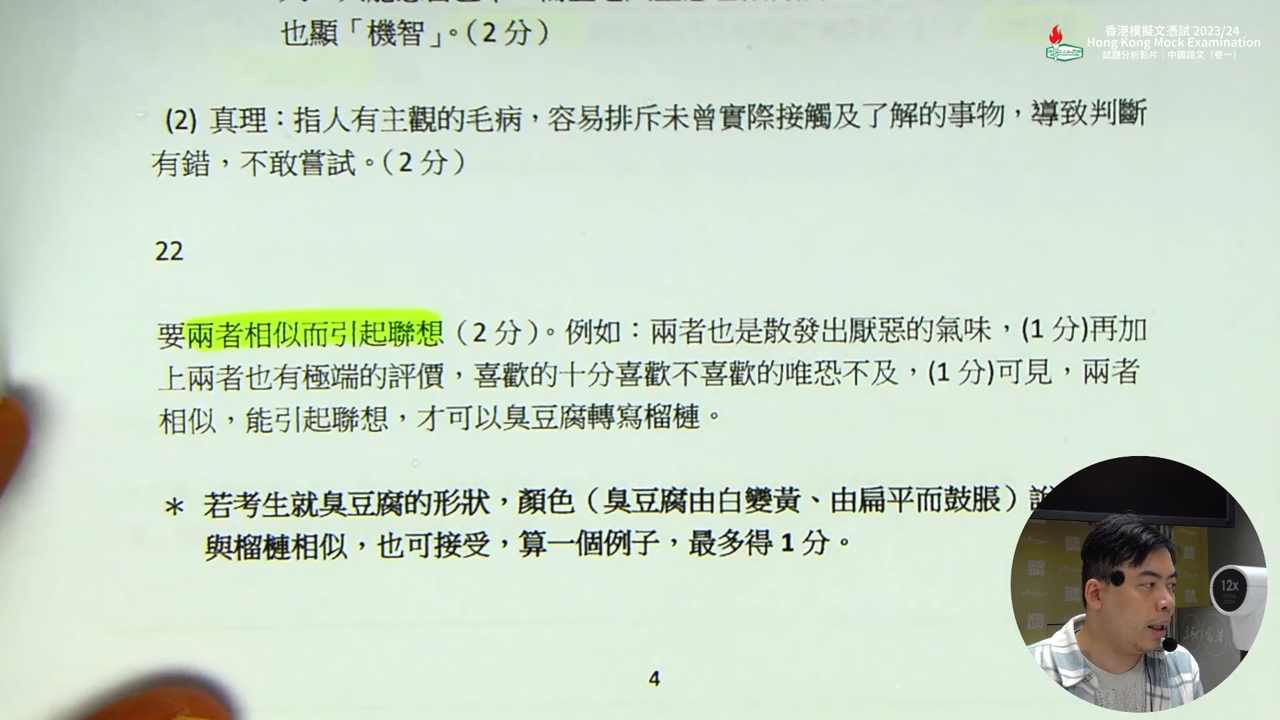 也顯「機智」。(2 分)
香港模擬文憑試 2023/24
Hong Kong Mock Examination
試題分析影片｜中國語文（卷一）
(2) 真理：指人有主觀的毛病，容易排斥未曾實際接觸及了解的事物，導致判斷
有錯，不敢嘗試。(2 分)
22
要兩者相似而引起聯想（2 分）。例如：兩者也是散發出厭惡的氣味，(1 分)再加
上兩者也有極端的評價，喜歡的十分喜歡不喜歡的唯恐不及，(1 分)可見，兩者
相似，能引起聯想，才可以臭豆腐轉寫榴槤。
* 若考生就臭豆腐的形狀，顏色（臭豆腐由白變黃、由扁平而鼓脹）
與榴槤相似，也可接受，算一個例子，最多得 1 分。
12x
4